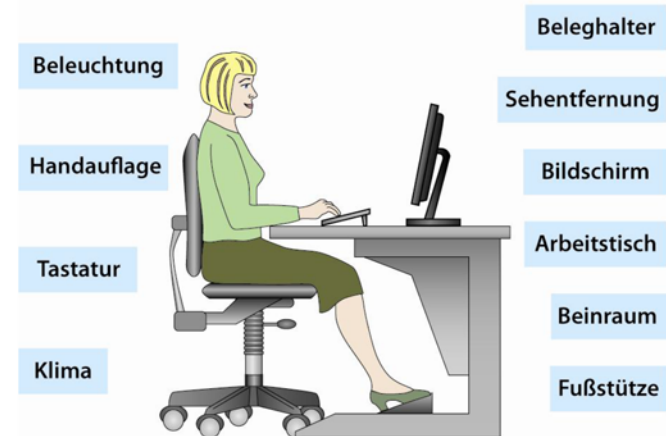 Beleuchtung
Handauflage
Tastatur
Klima
Beleghalter
Sehentfernung
Bildschirm
Arbeitstisch
Beinraum
Fußstütze